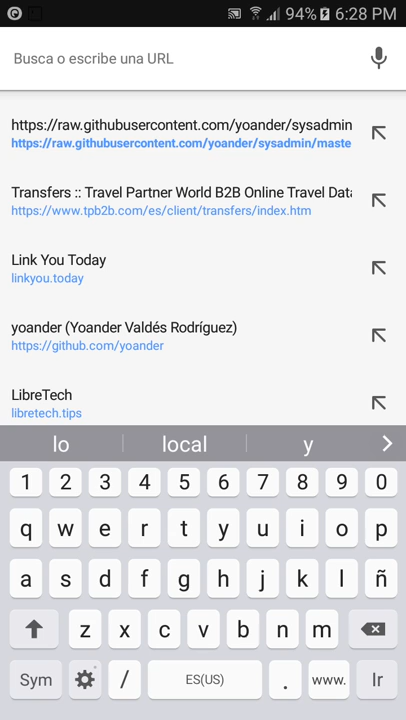 94% 6:28 PM
Busca o escribe una URL
https://raw.githubusercontent.com/yoander/sysadmin
https://raw.githubusercontent.com/yoander/sysadmin/maste
Transfers :: Travel Partner World B2B Online Travel Data
https://www.tpb2b.com/es/client/transfers/index.htm
Link You Today
linkyou.today
yoander (Yoander Valdés Rodríguez)
https://github.com/yoander
LibreTech
libretech.tips
lo local y
1 2 3 4 5 6 7 8 9 0
q w e r t y u i o p
a s d f g h j k l ñ
z x c v b n m
Sym / ES(US) . www. Ir